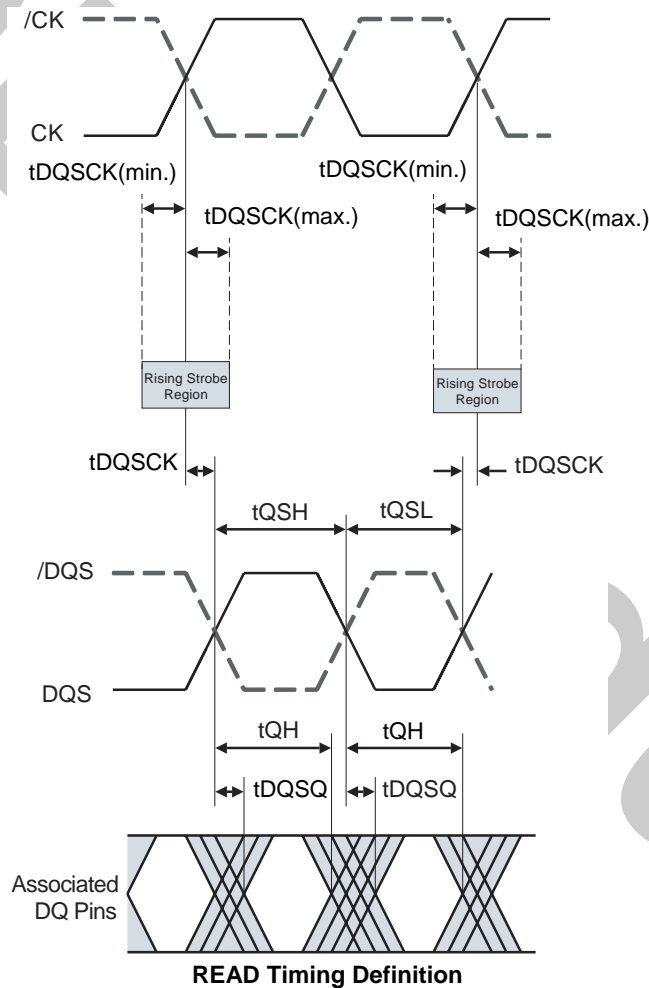 /CK
CK
tDQSCK(min.)
tDQSCK(min.)
tDQSCK(max.)
tDQSCK(max.)
Rising Strobe
Region
Rising Strobe
Region
tDQSCK
tDQSCK
tQSH
tQSL
/DQS
DQS
tQH
tQH
tDQSQ
tDQSQ
Associated
DQ Pins
READ Timing Definition